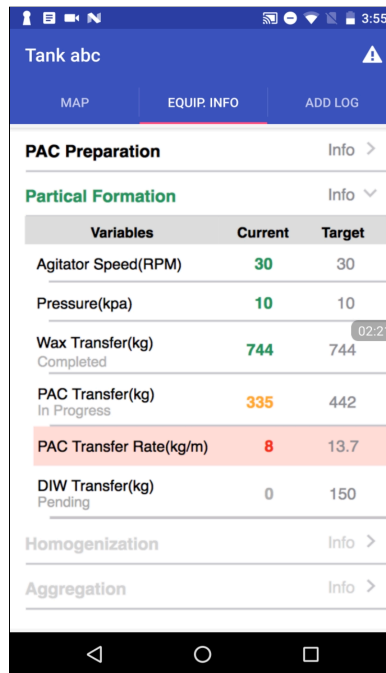 3:55
Tank abc
MAP EQUIP. INFO ADD LOG
PAC Preparation Info
Partical Formation Info
Variables Current Target
Agitator Speed(RPM) 30 30
Pressure(kpa) 10 10
02:2
Wax Transfer(kg) 744 744
Completed
PAC Transfer(kg) 335 442
In Progress
PAC Transfer Rate(kg/m) 8 13.7
DIW Transfer(kg) 0 150
Pending
Homogenization Info
Aggregation Info